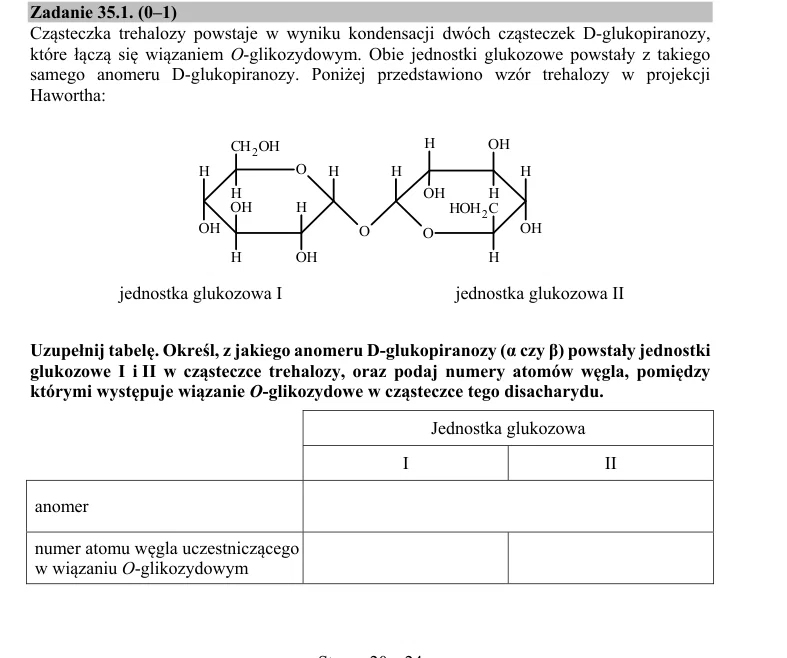 Zadanie 35.1. (0–1)
Cząsteczka trehalozy powstaje w wyniku kondensacji dwóch cząsteczek D-glukopiranozy,
które łączą się wiązaniem O-glikozydowym. Obie jednostki glukozowe powstały z takiego
samego anomeru D-glukopiranozy. Poniżej przedstawiono wzór trehalozy w projekcji
Hawortha:
CH2OH H OH
H O H H H
H OH H
OH H HOH2C
OH O O OH
H OH H
jednostka glukozowa I jednostka glukozowa II
Uzupełnij tabelę. Określ, z jakiego anomeru D-glukopiranozy (α czy β) powstały jednostki
glukozowe I i II w cząsteczce trehalozy, oraz podaj numery atomów węgla, pomiędzy
którymi występuje wiązanie O-glikozydowe w cząsteczce tego disacharydu.
Jednostka glukozowa
I II
anomer
numer atomu węgla uczestniczącego
w wiązaniu O-glikozydowym